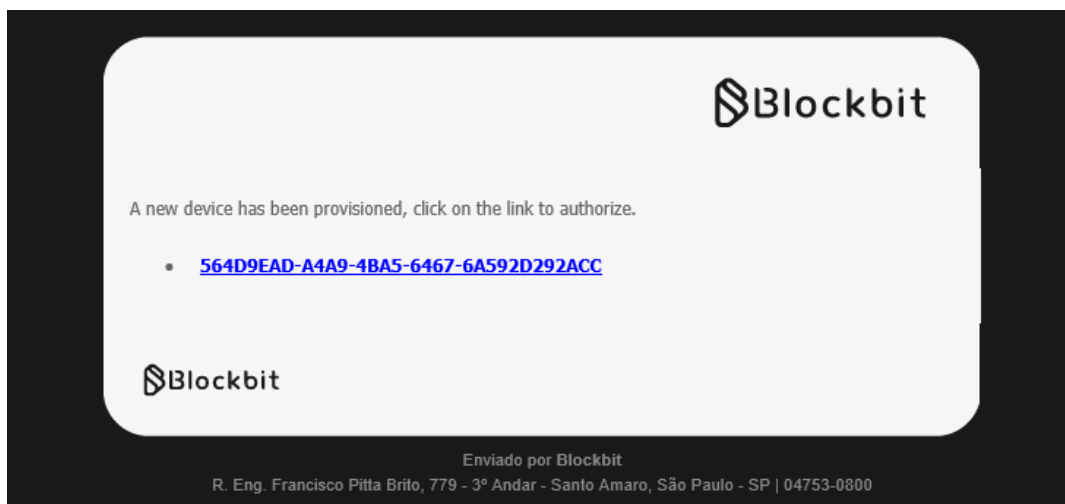 Blockbit
A new device has been provisioned, click on the link to authorize.
• 564D9EAD-A4A9-4BA5-6467-6A592D292ACC
Blockbit
Enviado por Blockbit
R. Eng. Francisco Pitta Brito, 779 - 3º Andar - Santo Amaro, São Paulo - SP | 04753-0800